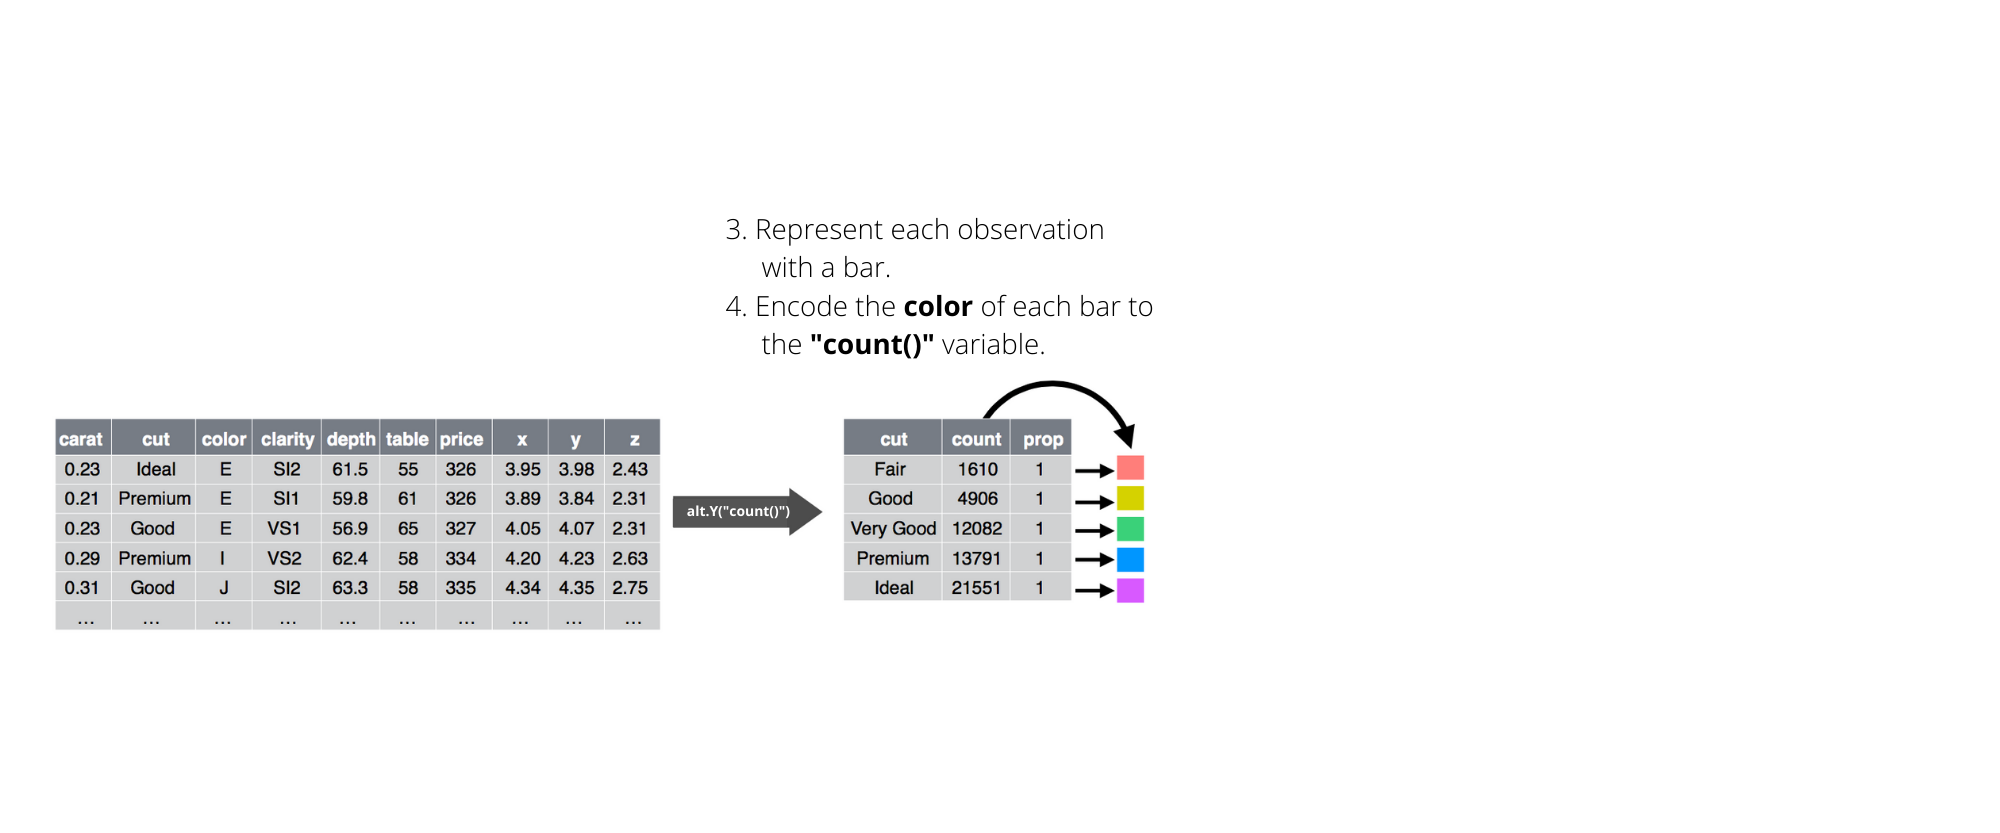 3. Represent each observation
with a bar.
4. Encode the color of each bar to
the "count()" variable.
carat cut color clarity depth table price x y z
0.23 Ideal E SI2 61.5 55 326 3.95 3.98 2.43
0.21 Premium E SI1 59.8 61 326 3.89 3.84 2.31
0.23 Good E VS1 56.9 65 327 4.05 4.07 2.31
0.29 Premium I VS2 62.4 58 334 4.20 4.23 2.63
0.31 Good J SI2 63.3 58 335 4.34 4.35 2.75
... ... ... ... ... ... ... ... ... ...
alt.Y("count()")
cut count prop
Fair 1610 1
Good 4906 1
Very Good 12082 1
Premium 13791 1
Ideal 21551 1